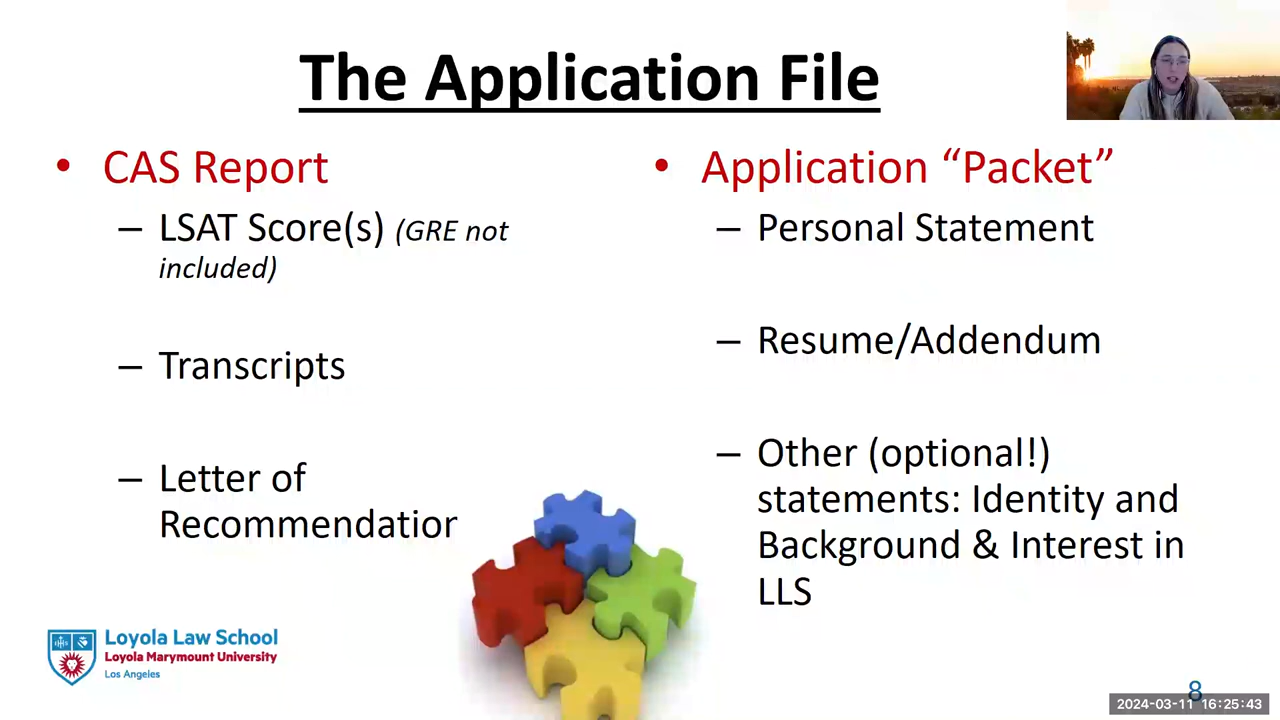 The Application File
• CAS Report
– LSAT Score(s) (GRE not
included)
– Transcripts
– Letter of
Recommendatior
• Application “Packet”
– Personal Statement
– Resume/Addendum
– Other (optional!)
statements: Identity and
Background & Interest in
LLS
Loyola Law School
Loyola Marymount University
Los Angeles
8
2024-03-11 16:25:43